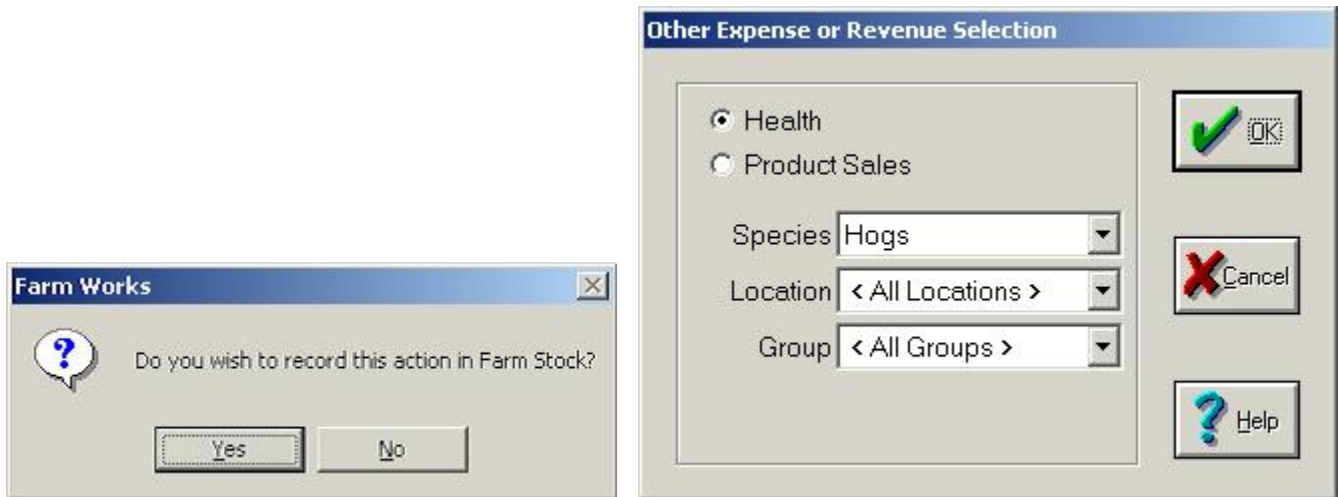 Farm Works
Do you wish to record this action in Farm Stock?
Yes
No
Other Expense or Revenue Selection
Health
Product Sales
Species Hogs
Location < All Locations >
Group < All Groups >
OK
Cancel
Help